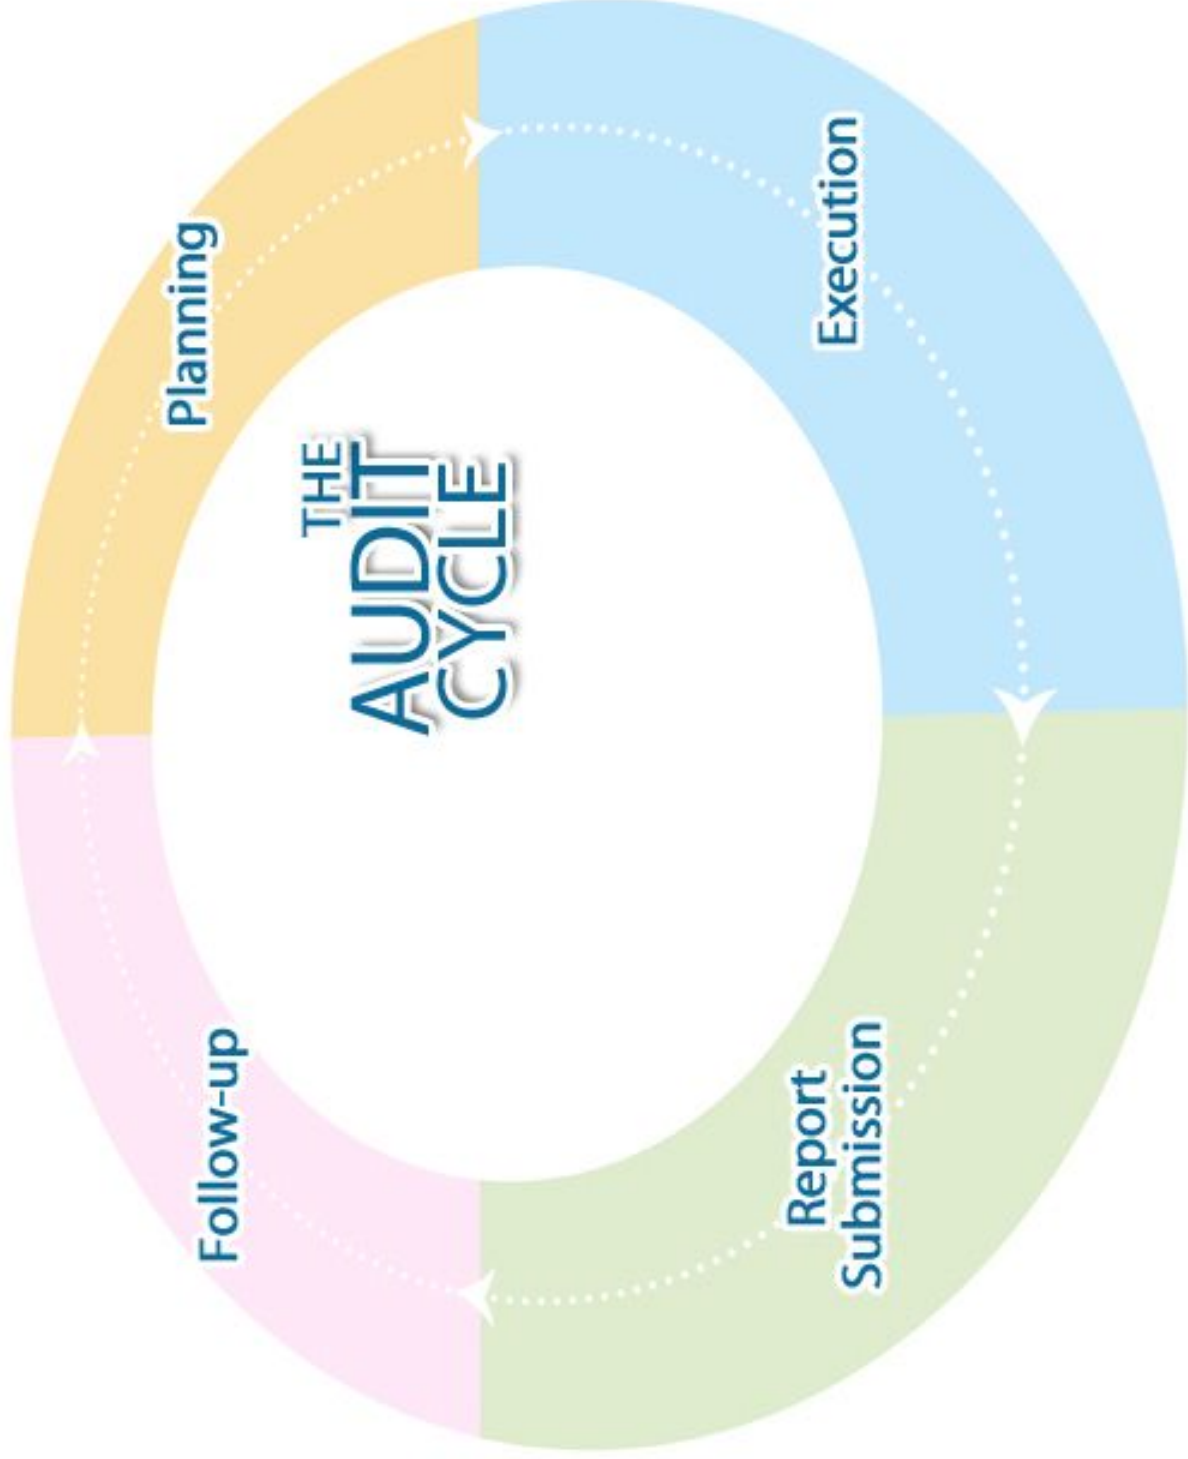 THE
AUDIT
CYCLE
Planning
Execution
Report
Submission
Follow-up